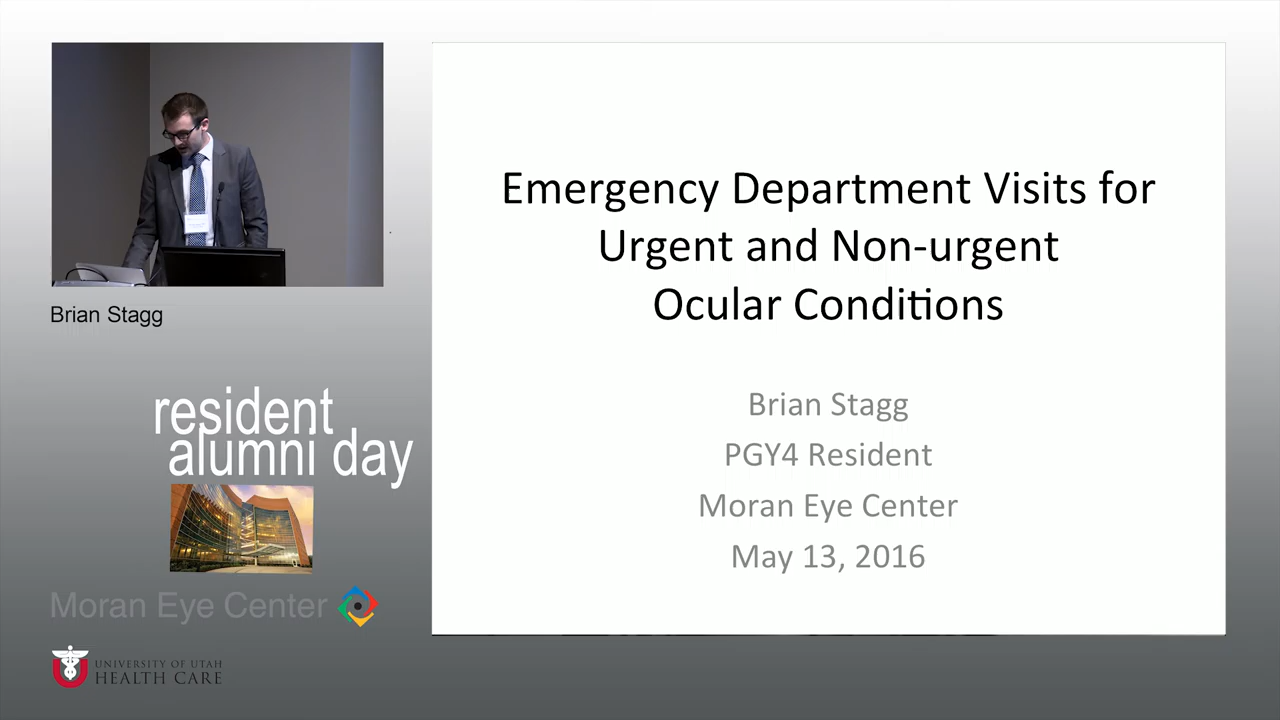 Brian Stagg
resident
alumni day
Moran Eye Center
UNIVERSITY OF UTAH
HEALTH CARE
Emergency Department Visits for
Urgent and Non-urgent
Ocular Conditions
Brian Stagg
PGY4 Resident
Moran Eye Center
May 13, 2016